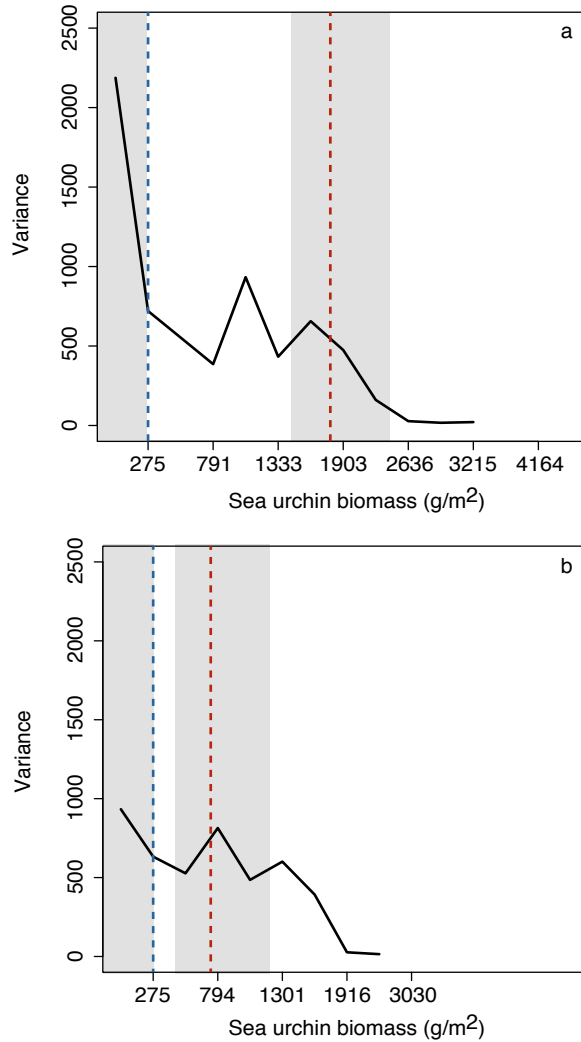 a
2500
2000
1500
1000
500
0
Variance
275 791 1333 1903 2636 3215 4164
Sea urchin biomass (g/m²)
b
2500
2000
1500
1000
500
0
Variance
275 794 1301 1916 3030
Sea urchin biomass (g/m²)